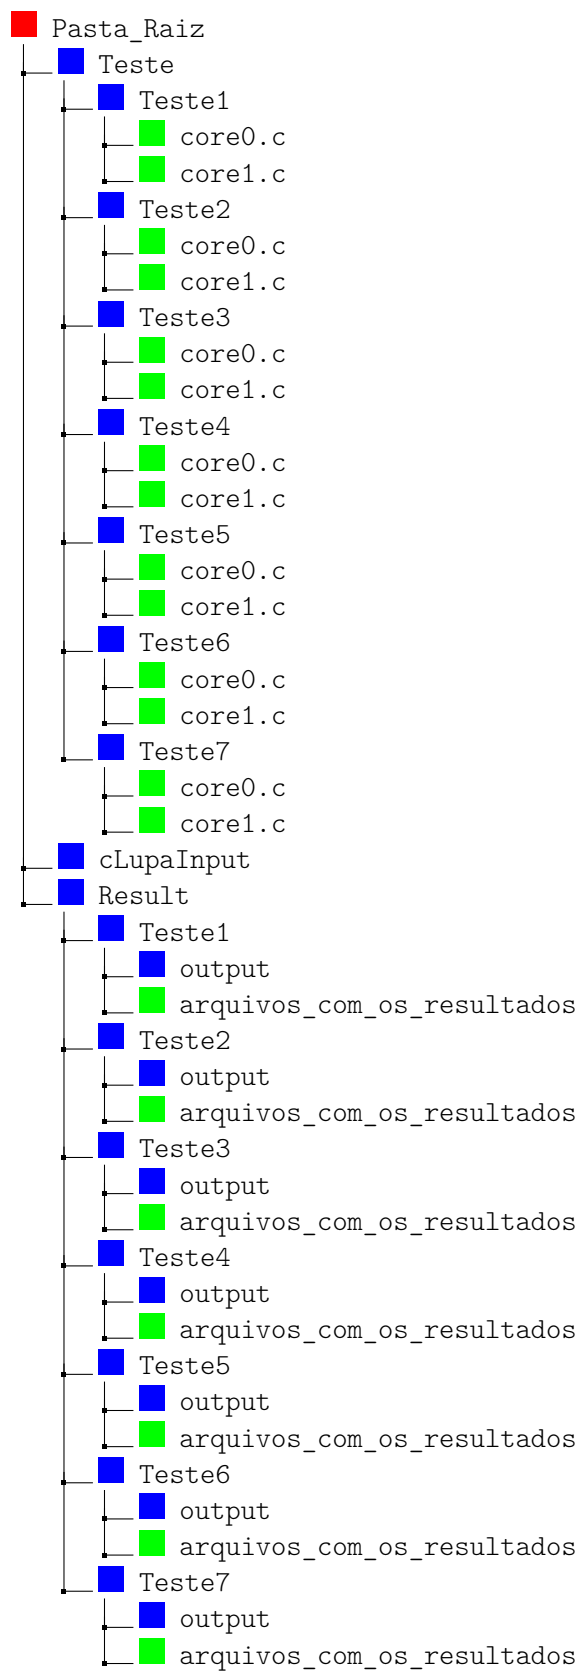 Pasta_Raiz
Teste
Teste1
core0.c
core1.c
Teste2
core0.c
core1.c
Teste3
core0.c
core1.c
Teste4
core0.c
core1.c
Teste5
core0.c
core1.c
Teste6
core0.c
core1.c
Teste7
core0.c
core1.c
cLupaInput
Result
Teste1
output
arquivos_com_os_resultados
Teste2
output
arquivos_com_os_resultados
Teste3
output
arquivos_com_os_resultados
Teste4
output
arquivos_com_os_resultados
Teste5
output
arquivos_com_os_resultados
Teste6
output
arquivos_com_os_resultados
Teste7
output
arquivos_com_os_resultados